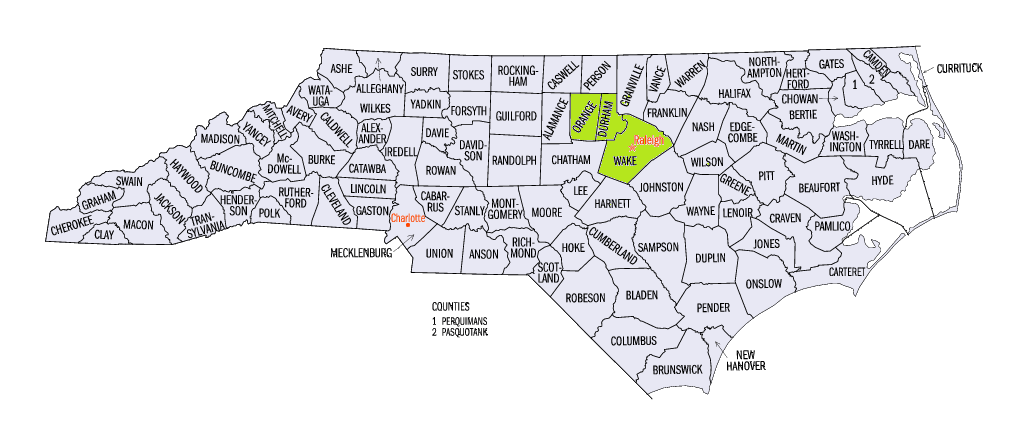 ASHE
ALLEGHANY
SURRY
STOKES
ROCKING-
HAM
CASWELL
PERSON
GRANVILLE
VANCE
WARREN
NORTH-
AMPTON
HERT-
FORD
GATES
CAMDEN
CURRITUCK
WATA-
UGA
WILKES
YADKIN
FORSYTH
GUILFORD
ALAMANCE
ORANGE
DURHAM
FRANKLIN
HALIFAX
CHOWAN
BERTIE
1
2
MITCHELL
AVERY
CALDWELL
ALEX-
ANDER
IREDELL
DAVIE
DAVID-
SON
RANDOLPH
CHATHAM
Raleigh
WAKE
NASH
EDGE-
COMBE
MARTIN
WASH-
INGTON
TYRRELL
DARE
MADISON
YANCEY
Mc-
DOWELL
BURKE
CATAWBA
ROWAN
WILSON
PITT
BEAUFORT
HYDE
SWAIN
HAYWOOD
BUNCOMBE
RUTHER-
FORD
CLEVELAND
LINCOLN
GASTON
CABAR-
RUS
STANLY
MONT-
GOMERY
MOORE
LEE
HARNETT
JOHNSTON
WAYNE
GREENE
LENOIR
CRAVEN
PAMLICO
GRAHAM
CHEROKEE
CLAY
MACON
JACKSON
TRAN-
SYLVANIA
HENDER-
SON
POLK
Charlotte
MECKLENBURG
UNION
ANSON
RICH-
MOND
SCOT-
LAND
HOKE
CUMBERLAND
SAMPSON
DUPLIN
JONES
ONSLOW
CARTERET
ROBESON
BLADEN
PENDER
COLUMBUS
BRUNSWICK
NEW
HANOVER
COUNTIES
1 PERQUIMANS
2 PASQUOTANK